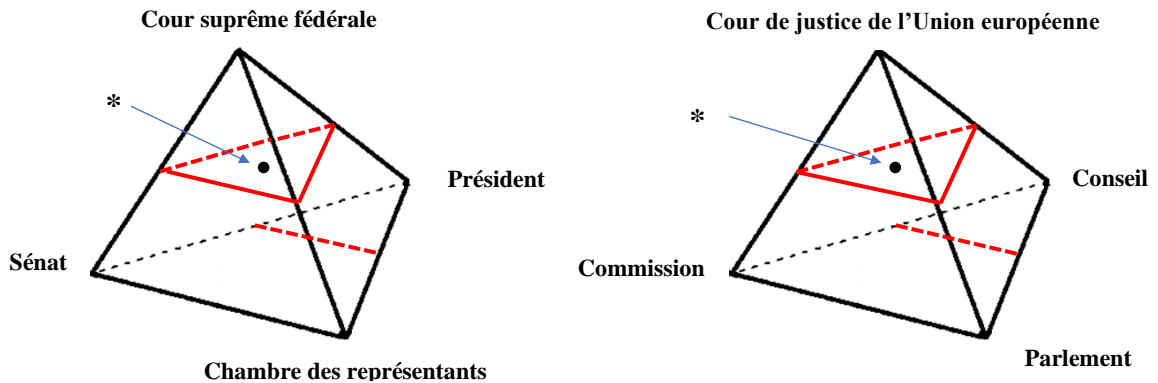 Cour suprême fédérale
*
Président
Sénat
Chambre des représentants
Cour de justice de l’Union européenne
*
Conseil
Commission
Parlement